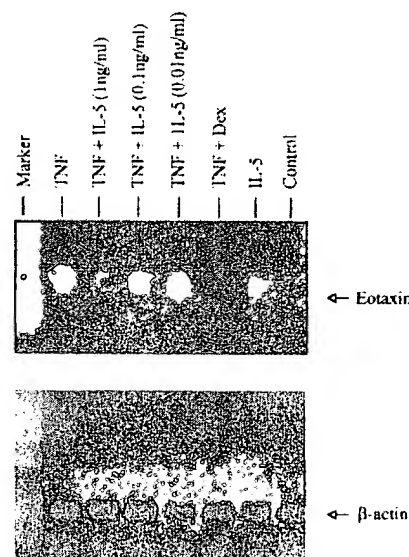 Marker
TNF
TNF + IL-5 (1ng/ml)
TNF + IL-5 (0.1ng/ml)
TNF + IL-5 (0.01ng/ml)
TNF + Dex
IL-5
Control
Eotaxin
β-actin